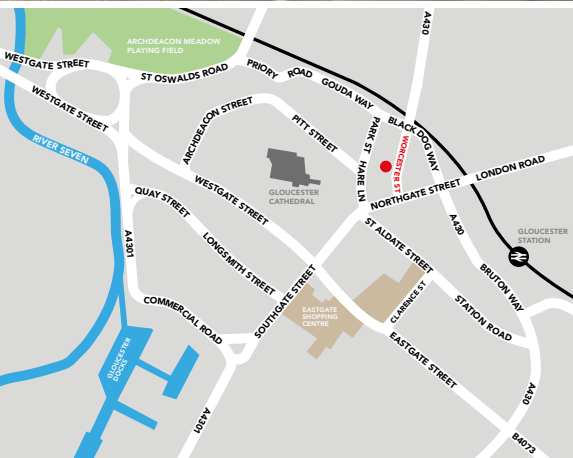 A430
ARCHDEACON MEADOW
PLAYING FIELD
WESTGATE STREET
ST OSWALDS ROAD
PRIORY ROAD
GOUDA WAY
WESTGATE STREET
ARCHDEACON STREET
PITT STREET
PARK ST
HARE LN
BLACK DOG WAY
WORCESTER ST
RIVER SEVEN
LONDON ROAD
NORTHGATE STREET
GLOUCESTER
CATHEDRAL
QUAY STREET
WESTGATE STREET
A4301
LONGSMITH STREET
ST ALDATE STREET
A430
GLOUCESTER
STATION
BRUTON WAY
CLARENCE ST
STATION ROAD
COMMERCIAL ROAD
SOUTHGATE STREET
EASTGATE
SHOPPING
CENTRE
EASTGATE STREET
GLOUCESTER
DOCKS
A4301
A430
B4073